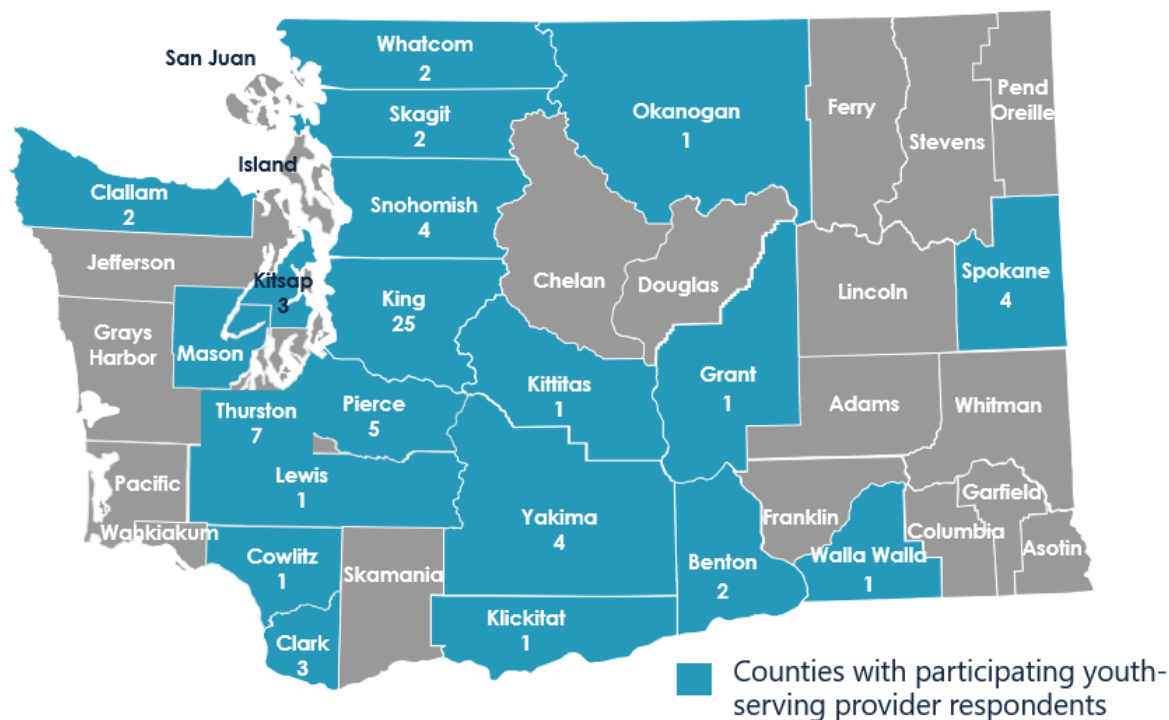 San Juan
Whatcom
2
Skagit
2
Okanogan
1
Ferry
Stevens
Pend
Oreille
Island
Clallam
2
Snohomish
4
Jefferson
Kitsap
3
King
25
Chelan
Douglas
Lincoln
Spokane
4
Grays
Harbor
Mason
Thurston
7
Pierce
5
Kittitas
1
Grant
1
Adams
Whitman
Pacific
Lewis
1
Yakima
4
Franklin
Garfield
Columbia
Asotin
Wahkiakum
Cowlitz
1
Skamania
Benton
2
Walla Walla
1
Klickitat
1
Clark
3
Counties with participating youth-
serving provider respondents